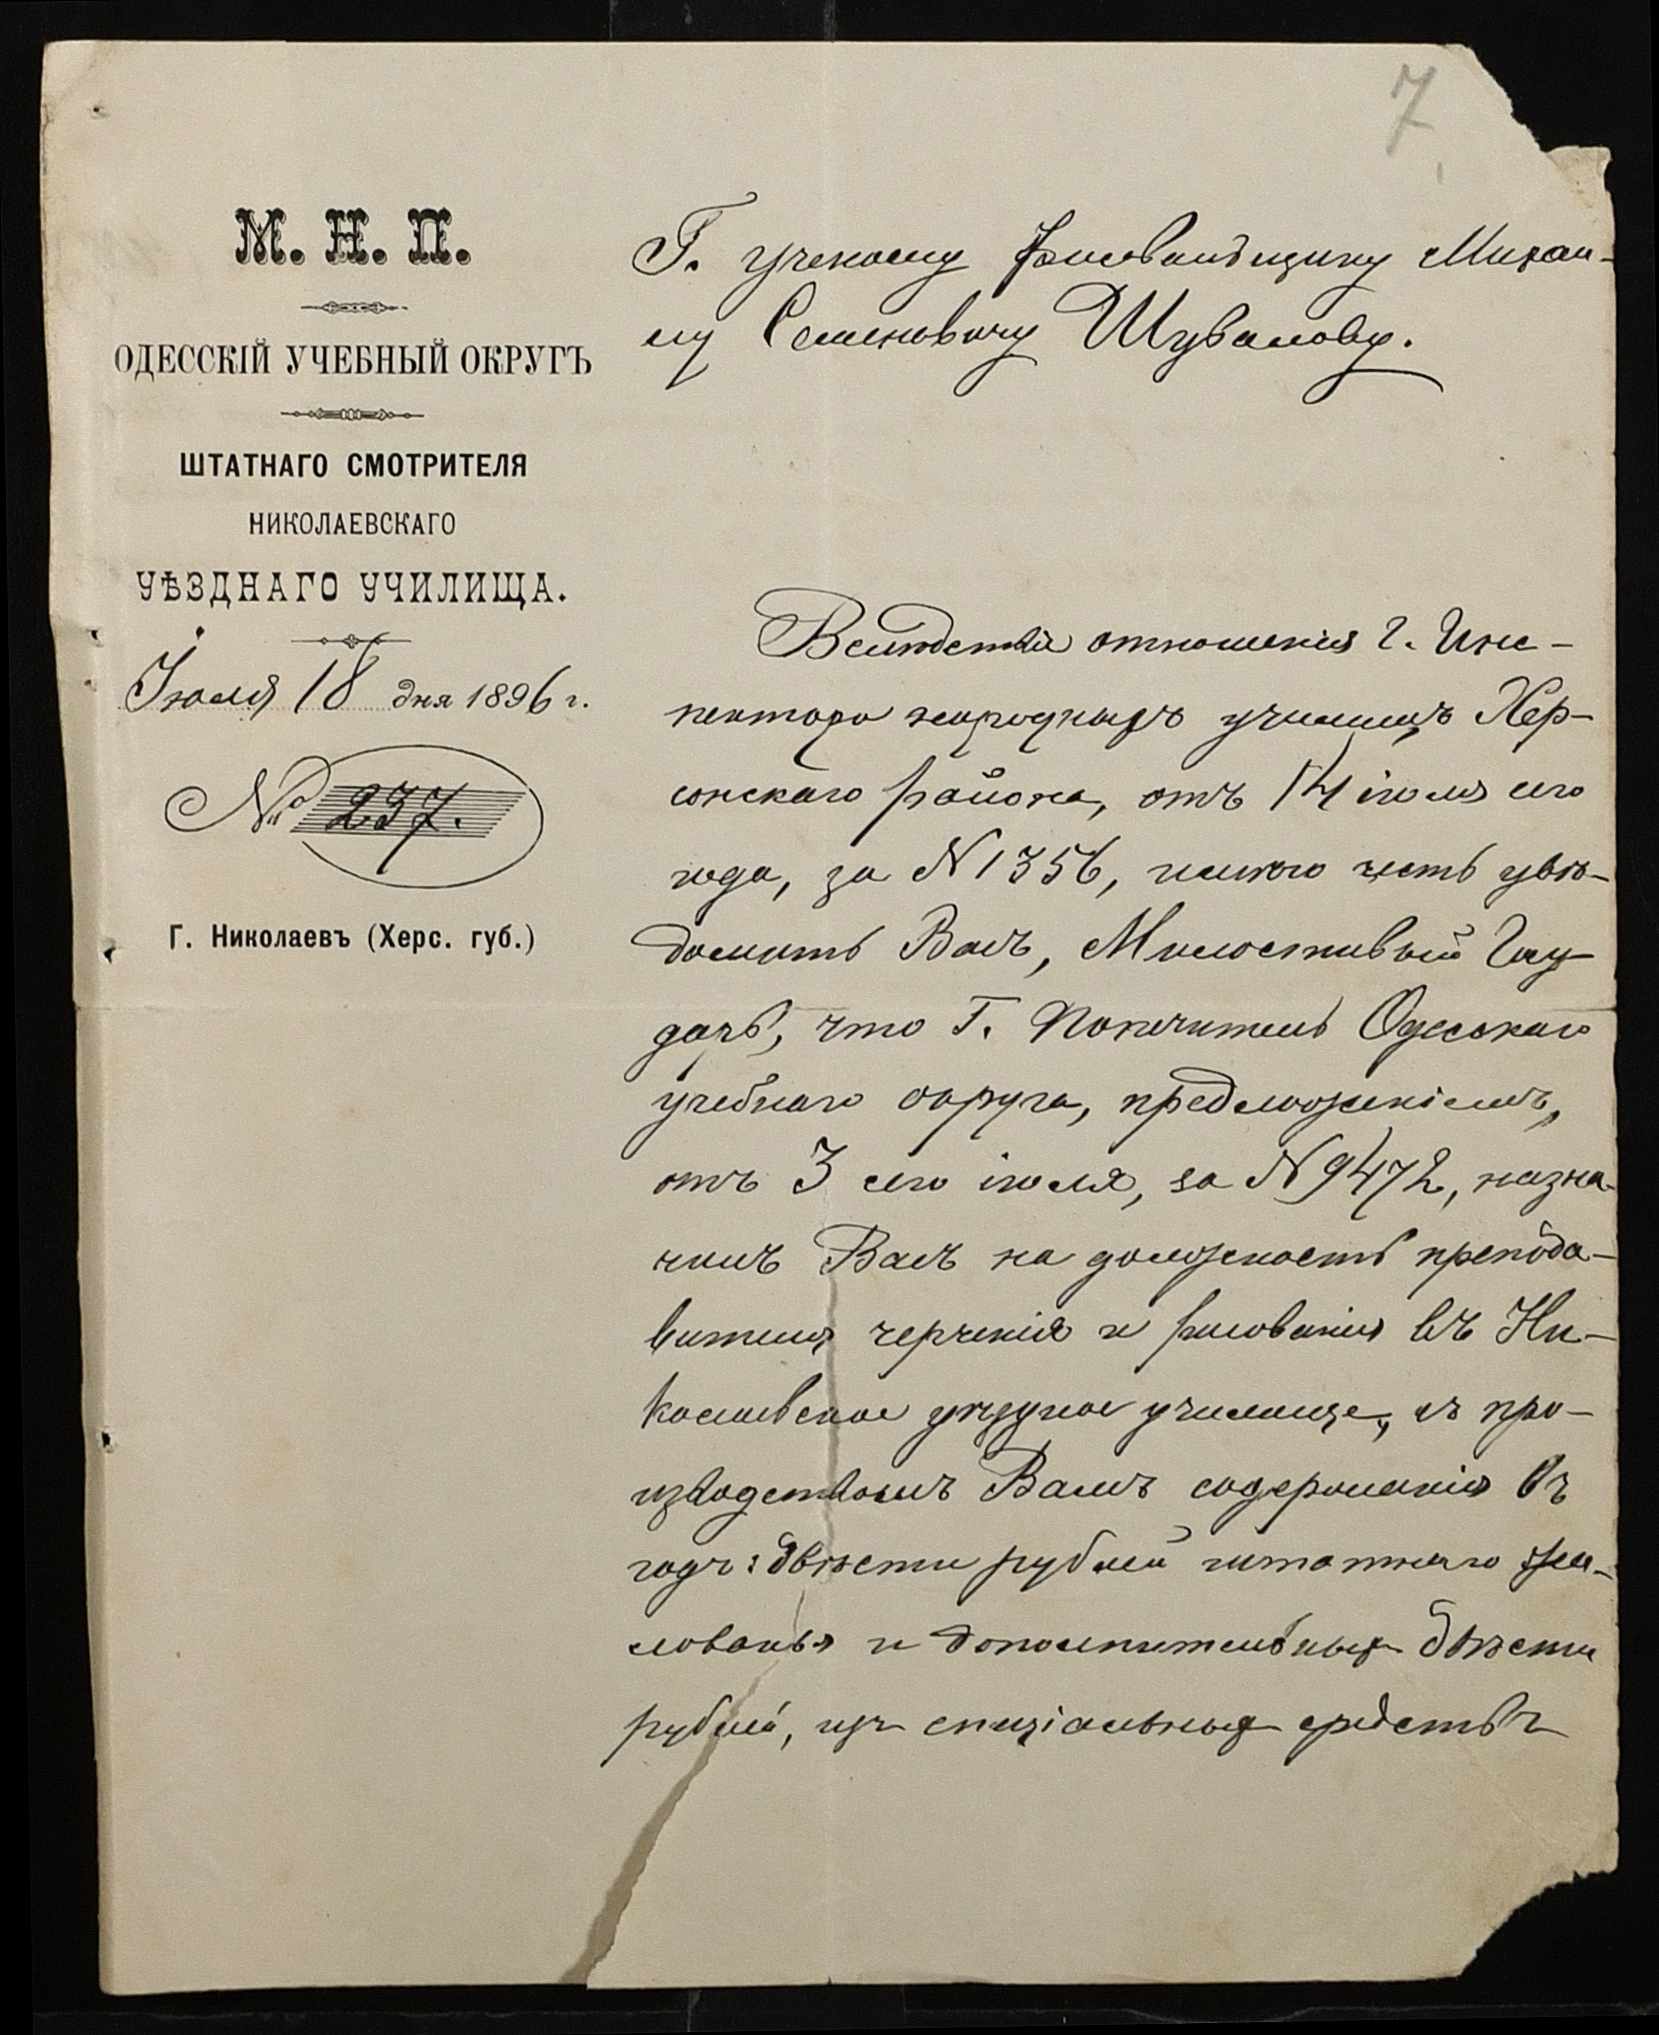 7
М. Н. П.
ОДЕССКІЙ УЧЕБНЫЙ ОКРУГЪ
ШТАТНАГО СМОТРИТЕЛЯ
НИКОЛАЕВСКАГО
УѢЗДНАГО УЧИЛИЩА.
Іюля 18 дня 1896 г.
№ 237.
Г. Николаевъ (Херс. губ.)
Г. Ученому Рисовальщику Михаи-
лу Семеновичу Шувалову.
Вслѣдствіе отношенія г. Инс-
пектора народныхъ училищъ Хер-
сонскаго района, отъ 14 іюля сего
года, за N 1356, имѣю честь увѣ-
домить Васъ, Милостивый Госу-
дарь, что Г. Попечитель Одесскаго
учебнаго округа, предложеніемъ,
отъ 3 сего іюля, за N 9472, назна-
чилъ Васъ на должность препода-
вателя черченія и рисованія въ Ни-
колаевское уѣздное училище, съ про-
изводствомъ Вамъ содержанія въ
годъ: двѣсти рублей штатнаго жа-
лованья и дополнительныхъ двѣсти
рублей, изъ спеціальныхъ средствъ